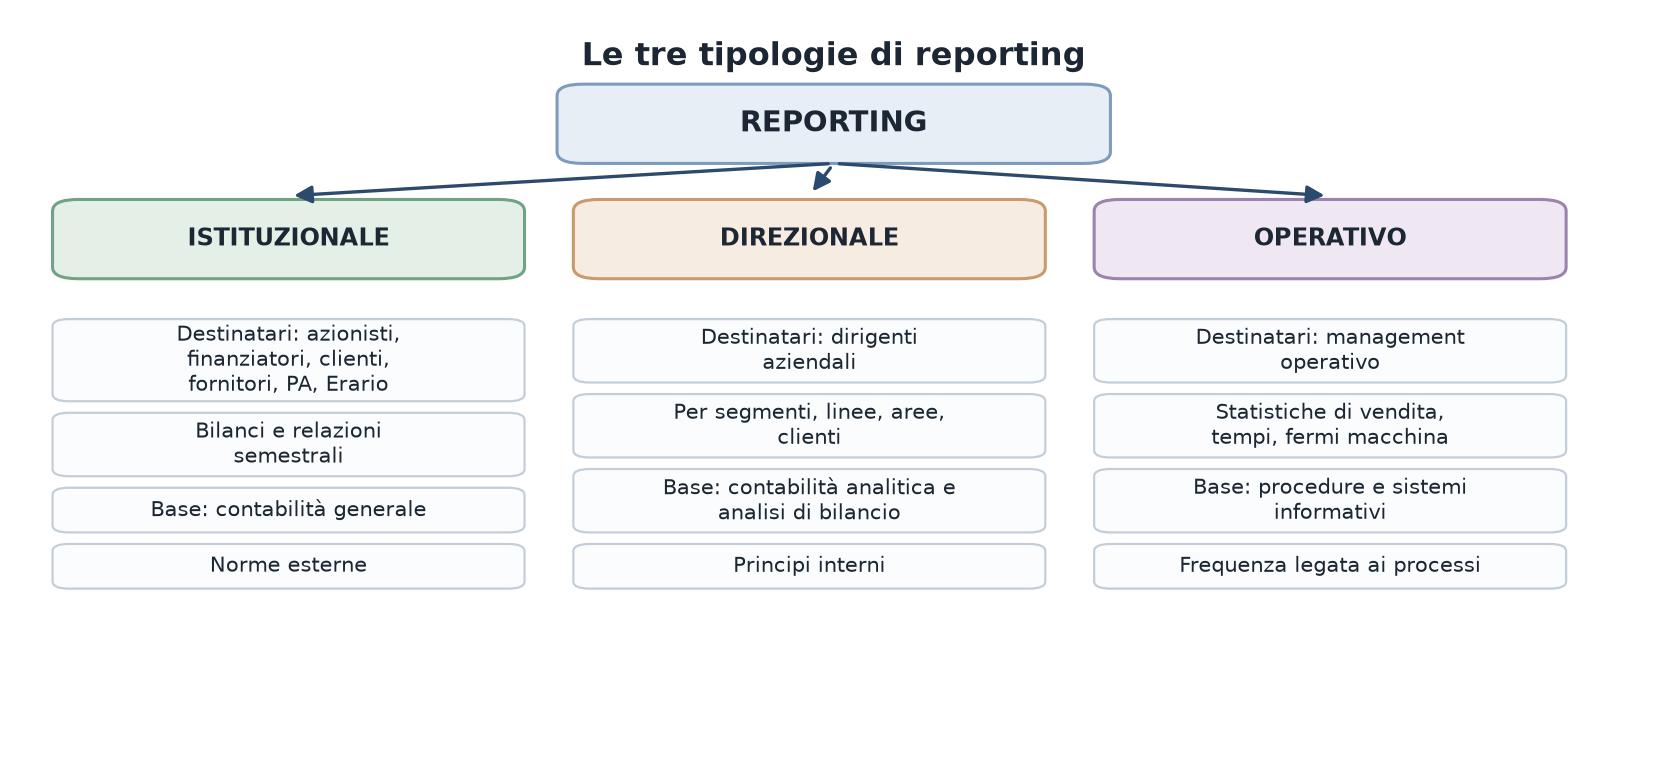 Le tre tipologie di reporting
REPORTING
ISTITUZIONALE
Destinatari: azionisti,
finanziatori, clienti,
fornitori, PA, Erario
Bilanci e relazioni
semestrali
Base: contabilità generale
Norme esterne
DIREZIONALE
Destinatari: dirigenti
aziendali
Per segmenti, linee, aree,
clienti
Base: contabilità analitica e
analisi di bilancio
Principi interni
OPERATIVO
Destinatari: management
operativo
Statistiche di vendita,
tempi, fermi macchina
Base: procedure e sistemi
informativi
Frequenza legata ai processi